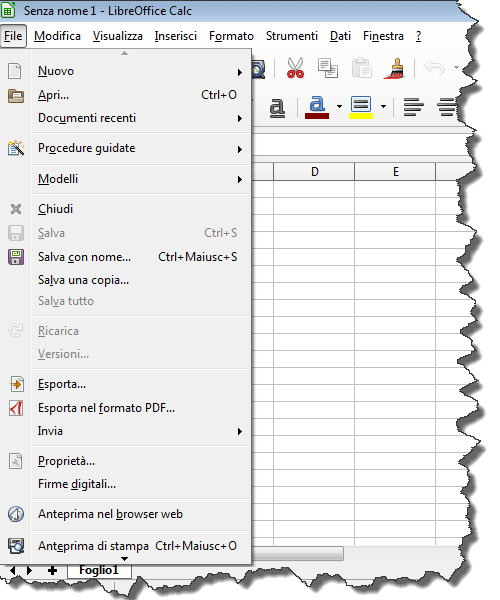 Senza nome 1 - LibreOffice Calc
File Modifica Visualizza Inserisci Formato Strumenti Dati Finestra ?
Nuovo
Apri... Ctrl+O
Documenti recenti
Procedure guidate
Modelli
Chiudi
Salva Ctrl+S
Salva con nome... Ctrl+Maiusc+S
Salva una copia...
Salva tutto
Ricarica
Versioni...
Esporta...
Esporta nel formato PDF...
Invia
Proprietà...
Firme digitali...
Anteprima nel browser web
Anteprima di stampa Ctrl+Maiusc+O
a a
D E
Foglio1